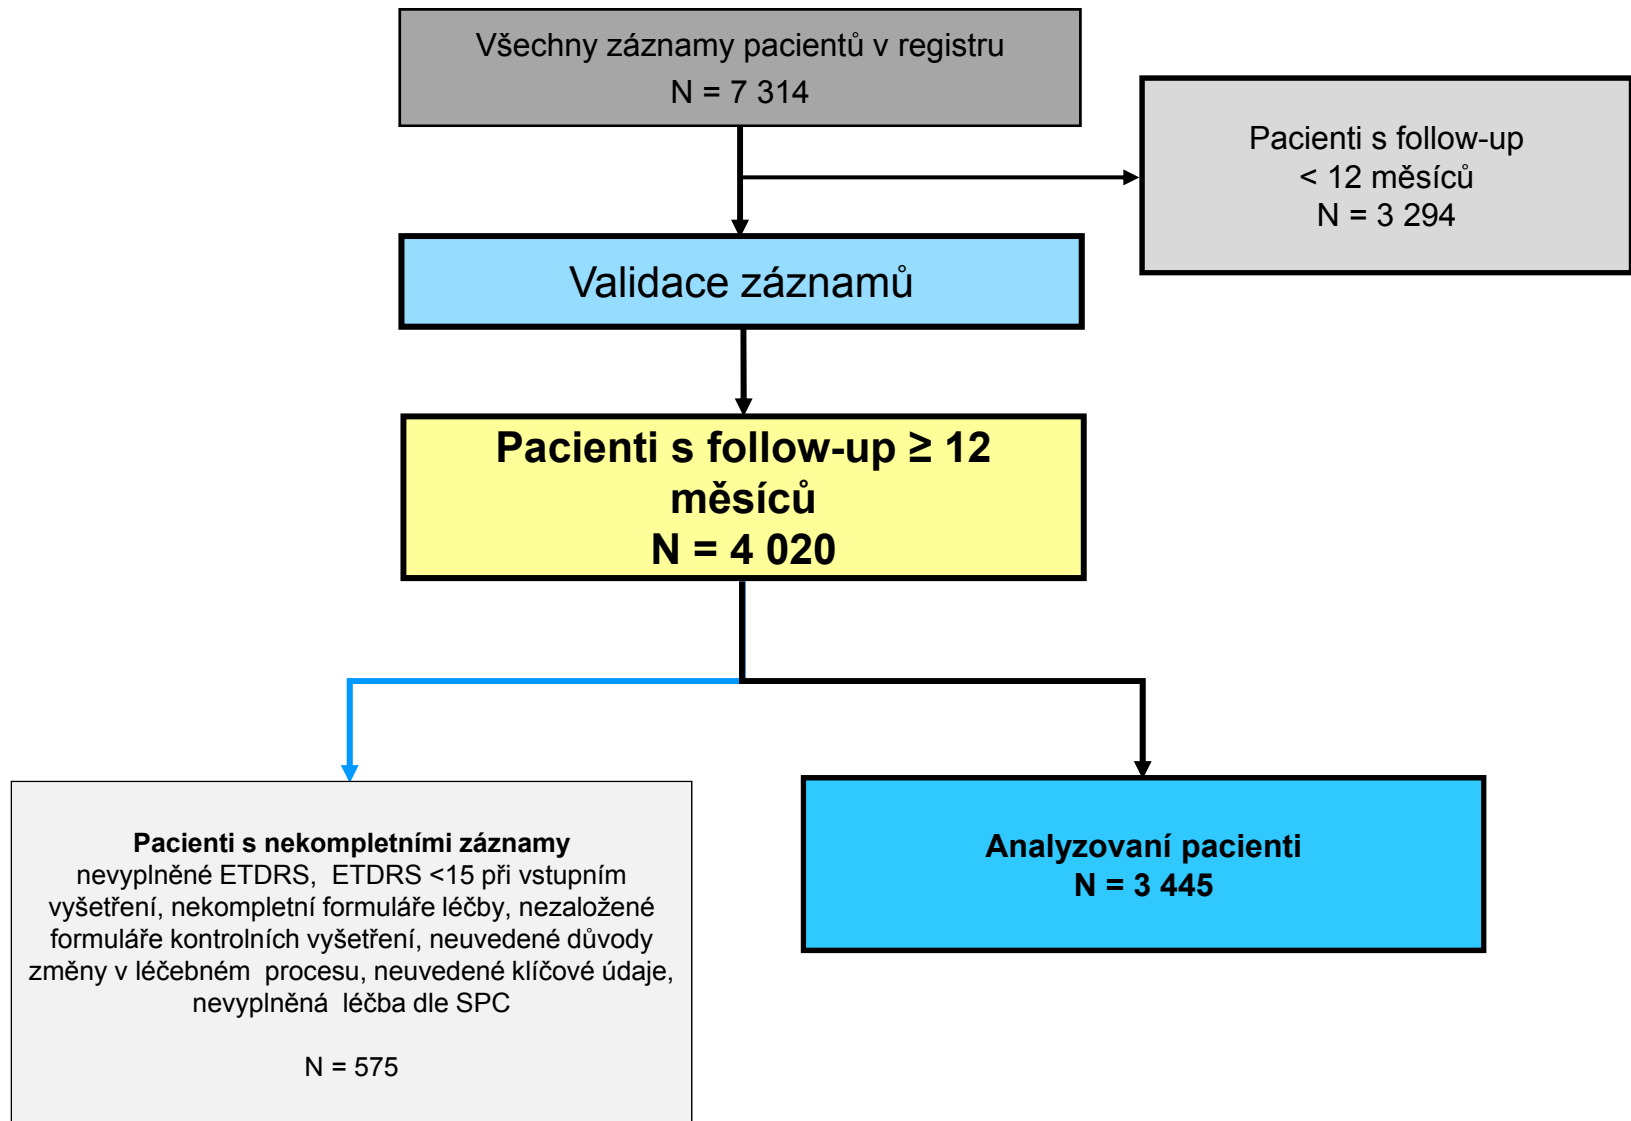 Všechny záznamy pacientů v registru
N = 7 314
Pacienti s follow-up
< 12 měsíců
N = 3 294
Validace záznamů
Pacienti s follow-up ≥ 12
měsíců
N = 4 020
Pacienti s nekompletními záznamy
nevyplněné ETDRS,  ETDRS <15 při vstupním
vyšetření, nekompletní formuláře léčby, nezaložené
formuláře kontrolních vyšetření, neuvedené důvody
změny v léčebném  procesu, neuvedené klíčové údaje,
nevyplněná  léčba dle SPC
N = 575
Analyzovaní pacienti
N = 3 445